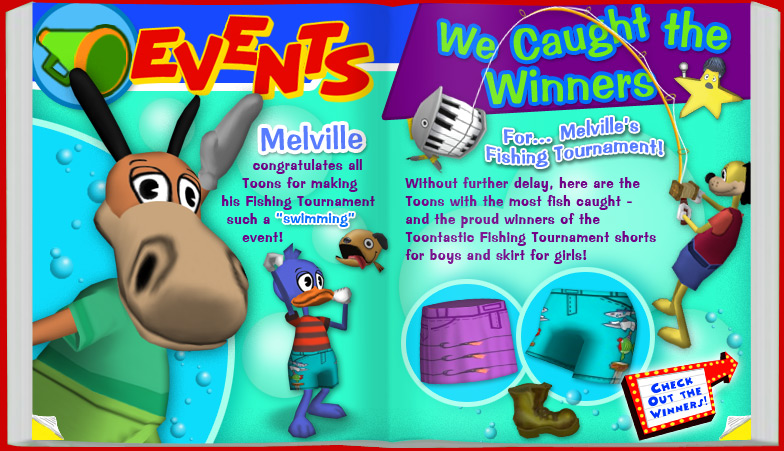 EVENTS
Melville
congratulates all
Toons for making
his Fishing Tournament
such a "swimming"
event!
We Caught the
Winners
For... Melville's
Fishing Tournament!
Without further delay, here are the
Toons with the most fish caught -
and the proud winners of the
Toontastic Fishing Tournament shorts
for boys and skirt for girls!
CHECK
OUT THE
WINNERS!